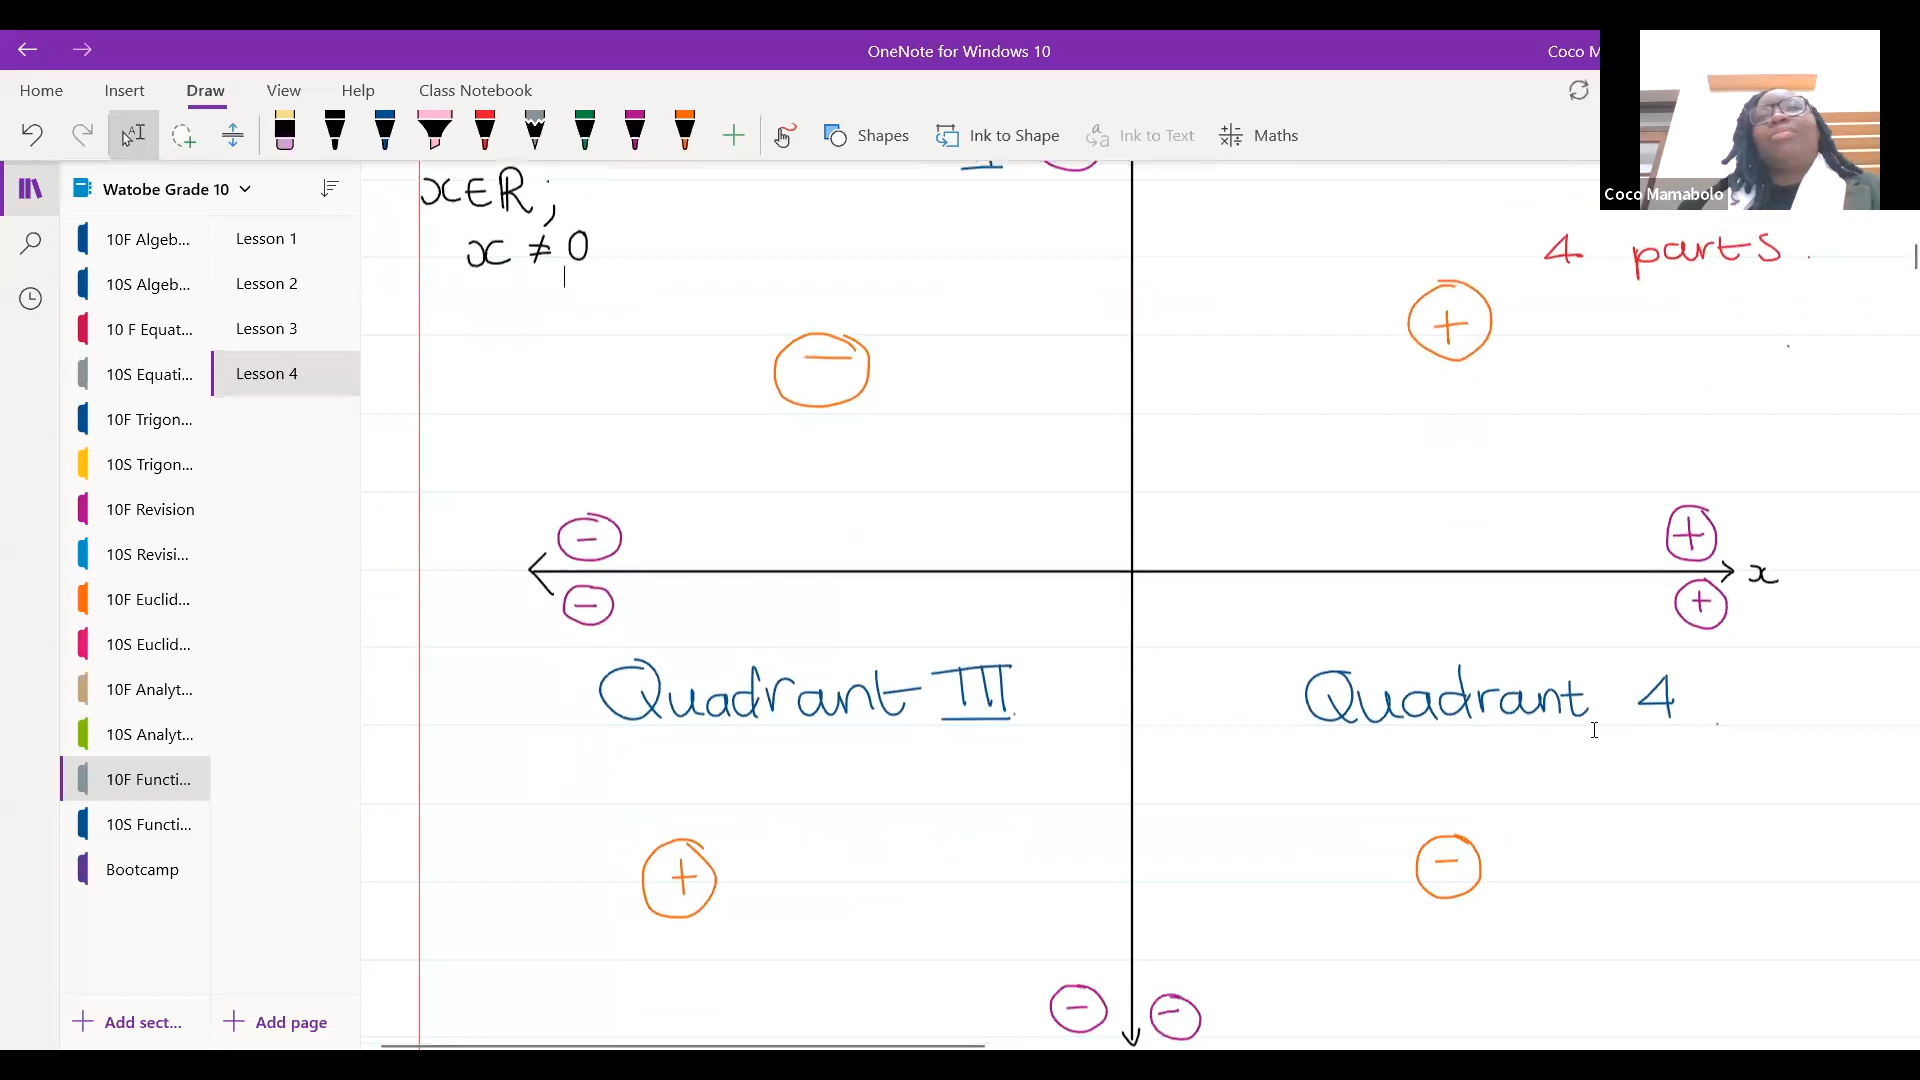 OneNote for Windows 10
Coco M
Home Insert Draw View Help Class Notebook
Shapes Ink to Shape Ink to Text Maths
Coco Mamabolo
Watobe Grade 10
10F Algeb...
10S Algeb...
10 F Equat...
10S Equati...
10F Trigon...
10S Trigon...
10F Revision
10S Revisi...
10F Euclid...
10S Euclid...
10F Analyt...
10S Analyt...
10F Functi...
10S Functi...
Bootcamp
Add sect...
Lesson 1
Lesson 2
Lesson 3
Lesson 4
Add page
x∈ℝ;
x ≠ 0
4 parts.
− +
− +
x
− +
Quadrant III Quadrant 4
+ −
− −